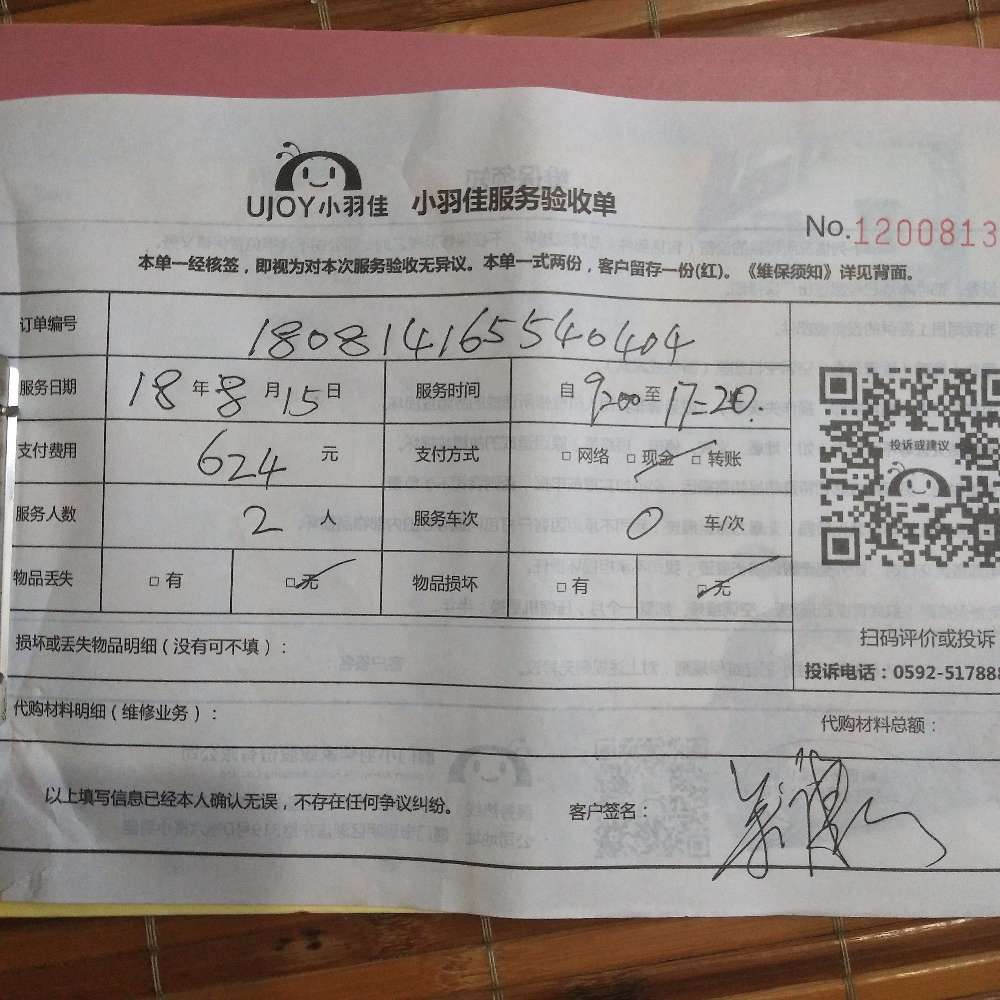 UJOY小羽佳 小羽佳服务验收单
No.1200813
本单一经核签，即视为对本次服务验收无异议。本单一式两份，客户留存一份(红)。《维保须知》详见背面。
订单编号 180814165540404
服务日期 18年8月15日 服务时间 自9:00至17:20.
支付费用 624元 支付方式 □网络 □现金 □转账
投诉或建议
服务人数 2人 服务车次 0车/次
物品丢失 □有 □无 物品损坏 □有 □无
扫码评价或投诉
损坏或丢失物品明细（没有可不填）：
投诉电话：0592-517888
代购材料明细（维修业务）：
代购材料总额：
以上填写信息已经本人确认无误，不存在任何争议纠纷。 客户签名：